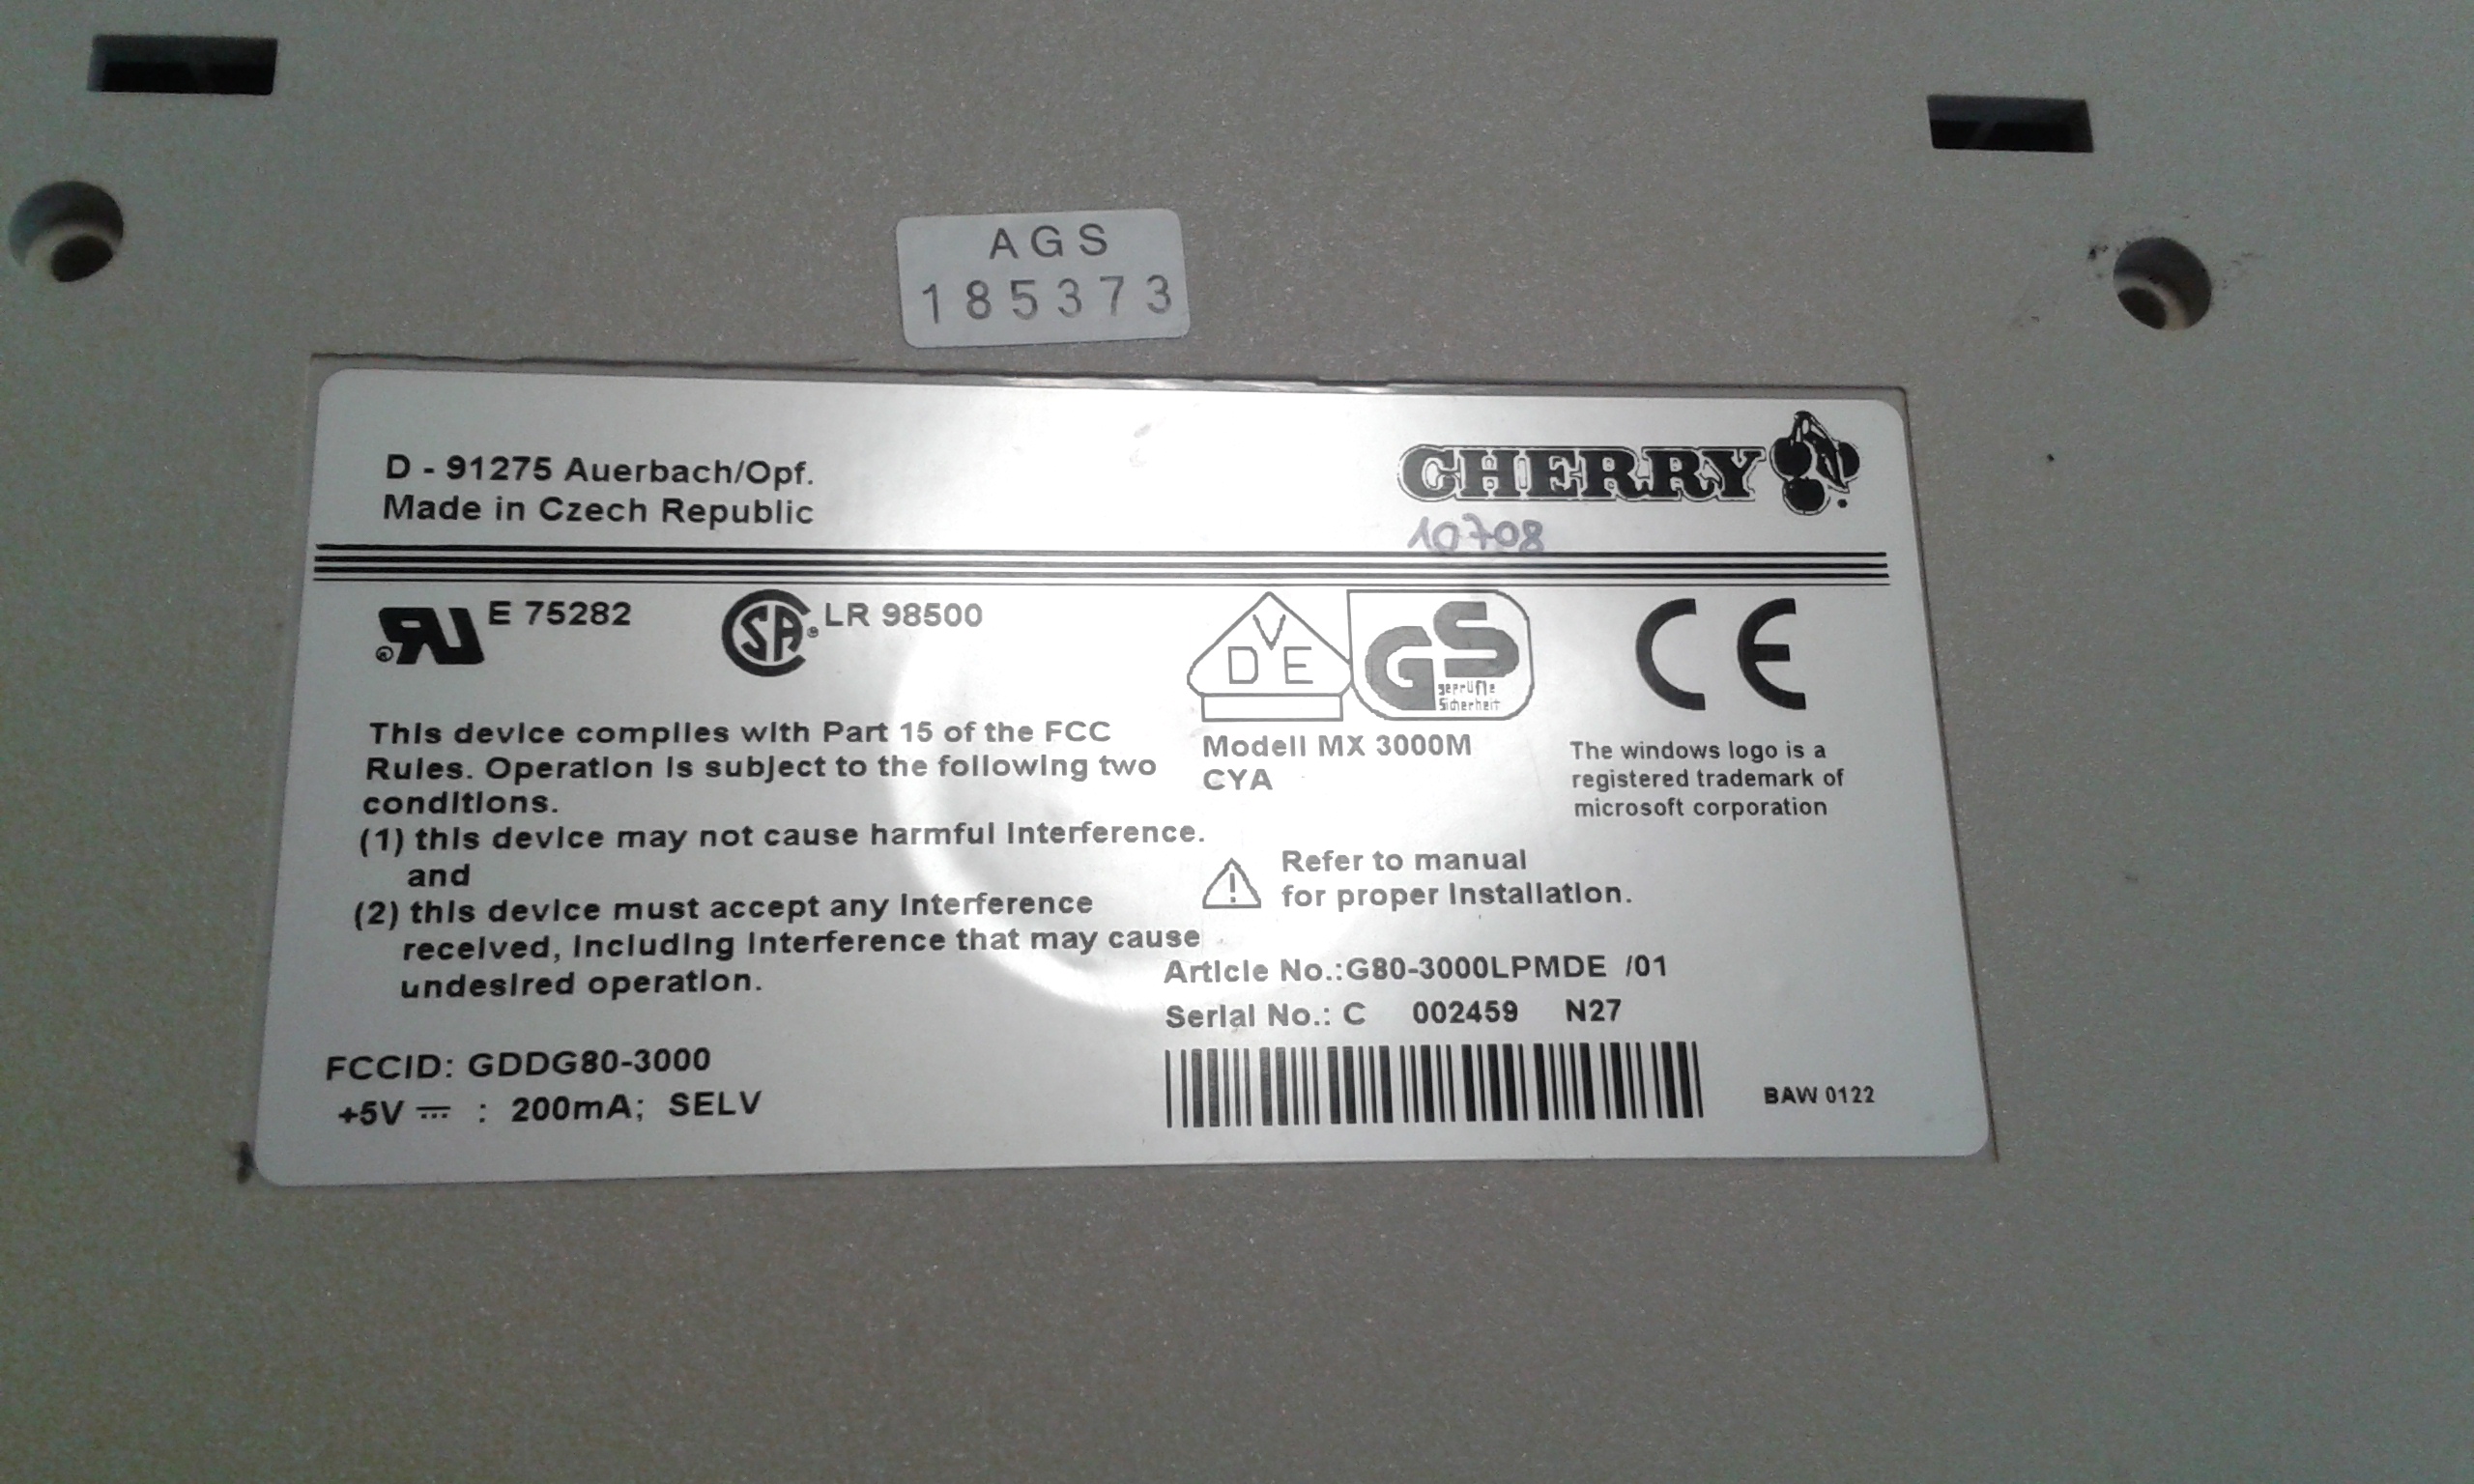 AGS
185373
D - 91275 Auerbach/Opf.
Made in Czech Republic
CHERRY
10708
E 75282
SA
LR 98500
VDE
GS
geprüfte
Sicherheit
CE
This device complies with Part 15 of the FCC
Rules. Operation is subject to the following two
conditions.
(1) this device may not cause harmful interference.
and
(2) this device must accept any interference
received, including interference that may cause
undesired operation.
FCCID: GDDG80-3000
+5V ⎓ : 200mA; SELV
Modell MX 3000M
CYA
The windows logo is a
registered trademark of
microsoft corporation
Refer to manual
for proper installation.
Article No.:G80-3000LPMDE /01
Serial No.: C 002459 N27
BAW 0122